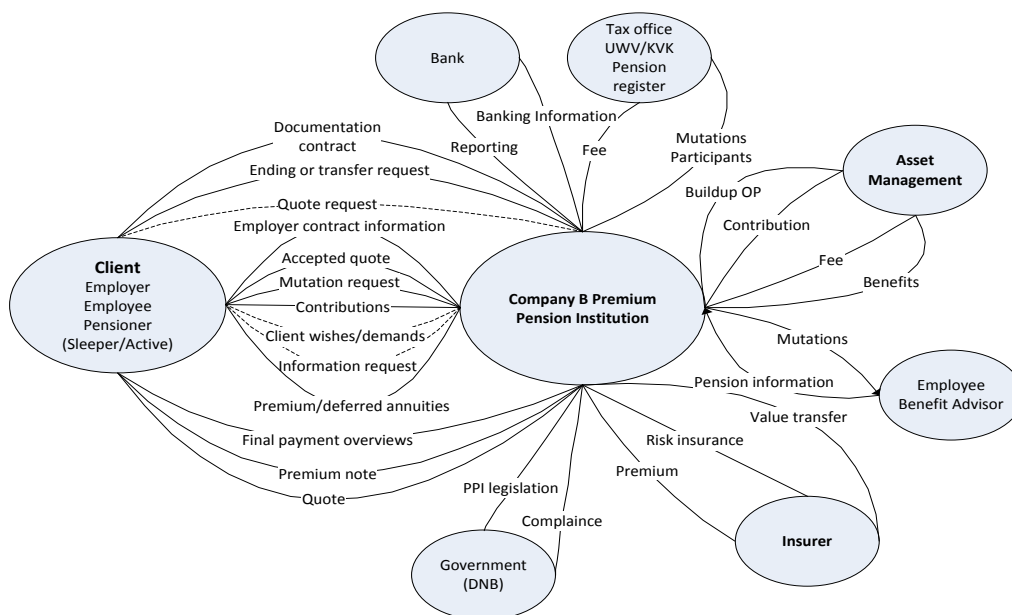 Bank
Tax office
UWV/KVK
Pension
register
Banking Information
Reporting
Fee
Mutations
Participants
Documentation
contract
Ending or transfer request
Quote request
Employer contract information
Asset
Management
Buildup OP
Contribution
Fee
Benefits
Client
Employer
Employee
Pensioner
(Sleeper/Active)
Accepted quote
Mutation request
Contributions
Client wishes/demands
Information request
Premium/deferred annuities
Company B Premium
Pension Institution
Mutations
Pension information
Employee
Benefit Advisor
Value transfer
Final payment overviews
Premium note
Quote
Risk insurance
Premium
PPI legislation
Complaince
Insurer
Government
(DNB)